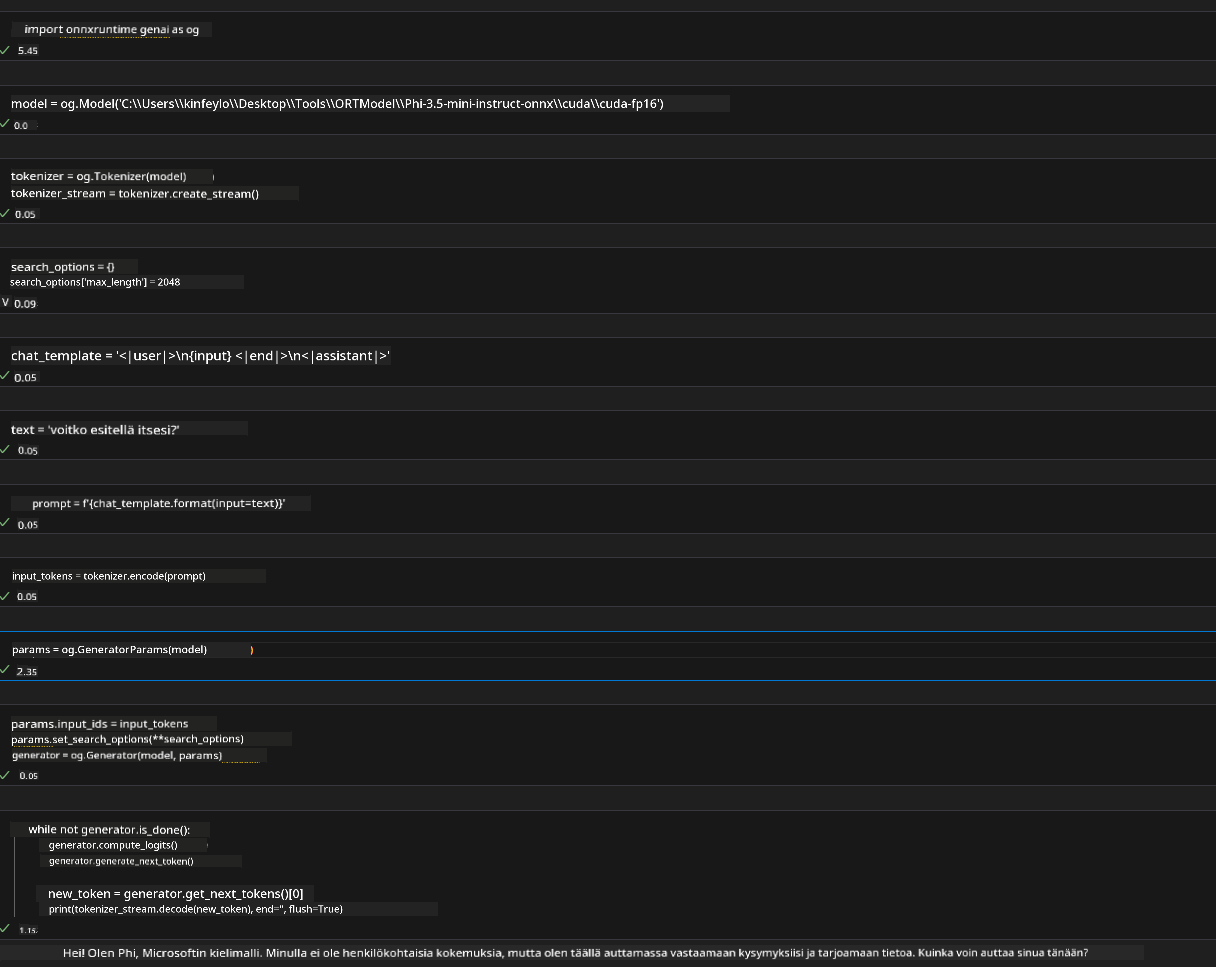 import onnxruntime genai as og
5.45
model = og.Model('C:\\Users\\kinfeylo\\Desktop\\Tools\\ORTModel\\Phi-3.5-mini-instruct-onnx\\cuda\\cuda-fp16')
0.0
tokenizer = og.Tokenizer(model)
tokenizer_stream = tokenizer.create_stream()
0.05
search_options = {}
search_options['max_length'] = 2048
V 0.09
chat_template = '<|user|>\n{input} <|end|>\n<|assistant|>'
0.05
text = 'voitko esitellä itsesi?'
0.05
prompt = f'{chat_template.format(input=text)}'
0.05
input_tokens = tokenizer.encode(prompt)
0.05
params = og.GeneratorParams(model) )
2.35
params.input_ids = input_tokens
params.set_search_options(**search_options)
generator = og.Generator(model, params)
0.05
while not generator.is_done():
generator.compute_logits()
generator.generate_next_token()
new_token = generator.get_next_tokens()[0]
print(tokenizer_stream.decode(new_token), end='', flush=True)
1.1s.
Hei! Olen Phi, Microsoftin kielimalli. Minulla ei ole henkilökohtaisia kokemuksia, mutta olen täällä auttamassa vastaamaan kysymyksiisi ja tarjoamaan tietoa. Kuinka voin auttaa sinua tänään?